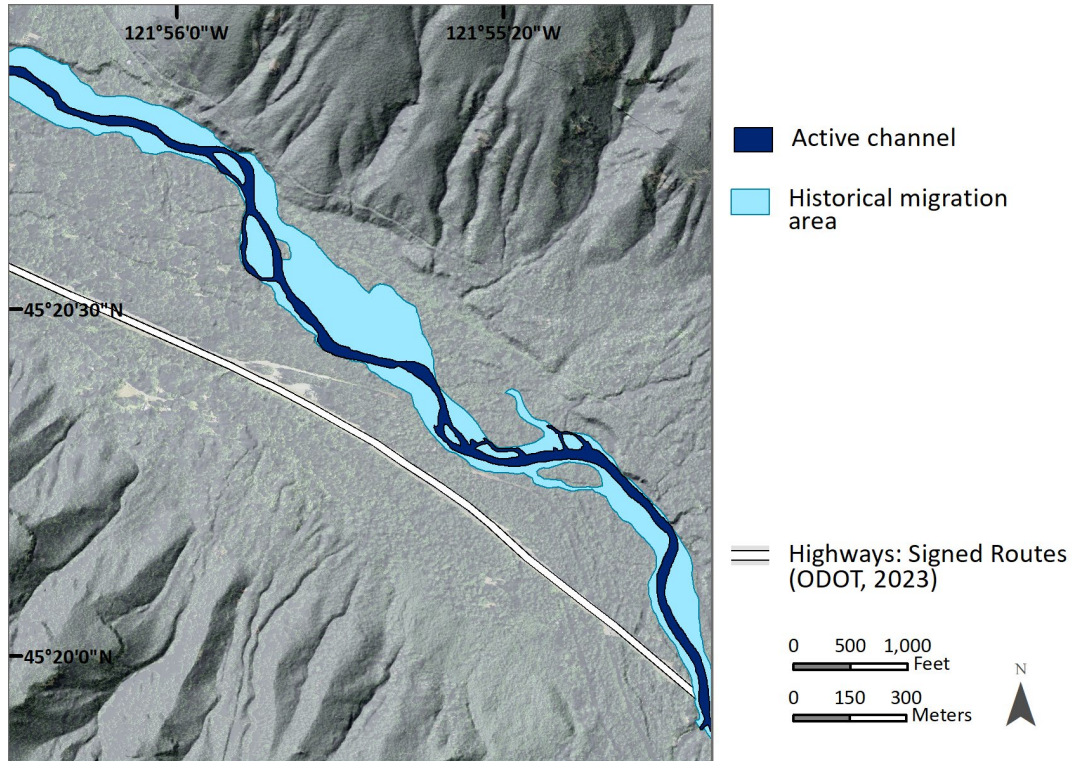 121°56'0"W
121°55'20"W
45°20'30"N
45°20'0"N
Active channel
Historical migration
area
Highways: Signed Routes
(ODOT, 2023)
0 500 1,000
Feet
0 150 300
Meters
N